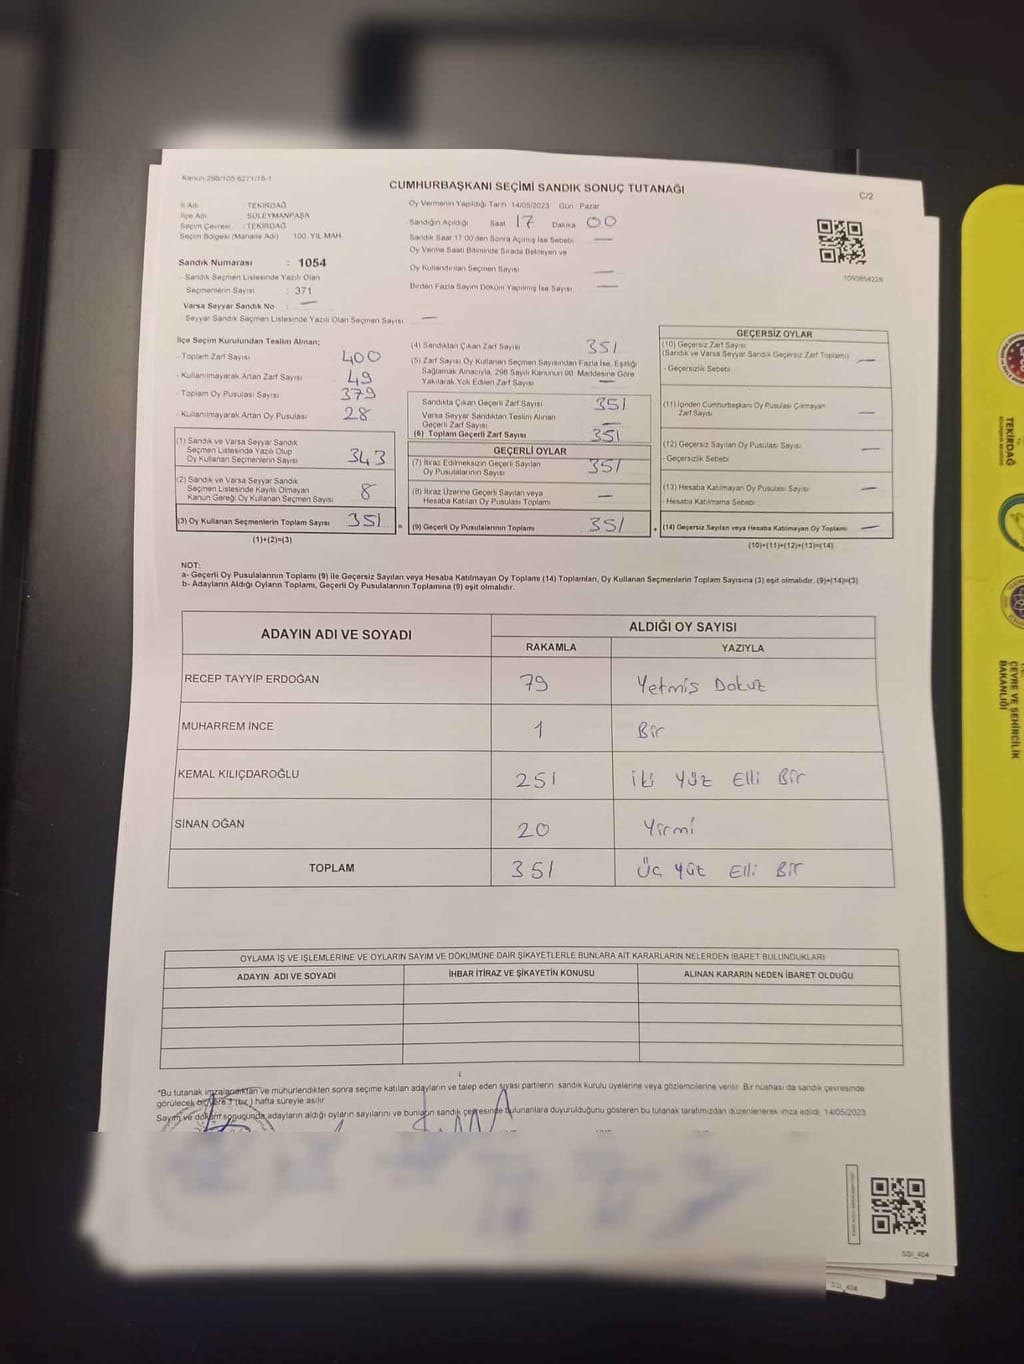 Kanun 298/105 6271/18-1
CUMHURBAŞKANI SEÇİMİ SANDIK SONUÇ TUTANAĞI
C/2
İl Adı : TEKİRDAĞ
İlçe Adı : SÜLEYMANPAŞA
Seçim Çevresi : TEKİRDAĞ
Seçim Bölgesi (Mahalle Adı) : 100. YIL MAH.
Sandık Numarası : 1054
- Sandık Seçmen Listesinde Yazılı Olan
Seçmenlerin Sayısı : 371
Varsa Seyyar Sandık No : —
- Seyyar Sandık Seçmen Listesinde Yazılı Olan Seçmen Sayısı : —
Oy Vermenin Yapıldığı Tarih : 14/05/2023 Gün : Pazar
Sandığın Açıldığı Saat 17 Dakika 00
Sandık Saat 17.00'den Sonra Açılmış İse Sebebi —
Oy Verme Saati Bitiminde Sırada Bekleyen ve
Oy Kullandırılan Seçmen Sayısı —
Birden Fazla Sayım Döküm Yapılmış İse Sayısı —
1093654228
İlçe Seçim Kurulundan Teslim Alınan;
- Toplam Zarf Sayısı 400
- Kullanılmayarak Artan Zarf Sayısı 49
- Toplam Oy Pusulası Sayısı 379
- Kullanılmayarak Artan Oy Pusulası 28
(1) Sandık ve Varsa Seyyar Sandık
Seçmen Listesinde Yazılı Olup
Oy Kullanan Seçmenlerin Sayısı 343
(2) Sandık ve Varsa Seyyar Sandık
Seçmen Listesinde Kayıtlı Olmayan
Kanun Gereği Oy Kullanan Seçmen Sayısı 8
(3) Oy Kullanan Seçmenlerin Toplam Sayısı 351 =
(1)+(2)=(3)
(4) Sandıktan Çıkan Zarf Sayısı 351
(5) Zarf Sayısı Oy Kullanan Seçmen Sayısından Fazla İse, Eşitliği
Sağlamak Amacıyla, 298 Sayılı Kanunun 98. Maddesine Göre
Yakılarak Yok Edilen Zarf Sayısı —
Sandıkta Çıkan Geçerli Zarf Sayısı 351
Varsa Seyyar Sandıktan Teslim Alınan
Geçerli Zarf Sayısı —
(6) Toplam Geçerli Zarf Sayısı 351
GEÇERLİ OYLAR
(7) İtiraz Edilmeksizin Geçerli Sayılan
Oy Pusulalarının Sayısı 351
(8) İtiraz Üzerine Geçerli Sayılan veya
Hesaba Katılan Oy Pusulası Toplamı —
(9) Geçerli Oy Pusulalarının Toplamı 351 +
GEÇERSİZ OYLAR
(10) Geçersiz Zarf Sayısı
(Sandık ve Varsa Seyyar Sandık Geçersiz Zarf Toplamı) —
- Geçersizlik Sebebi
(11) İçinden Cumhurbaşkanı Oy Pusulası Çıkmayan
Zarf Sayısı —
(12) Geçersiz Sayılan Oy Pusulası Sayısı —
- Geçersizlik Sebebi
(13) Hesaba Katılmayan Oy Pusulası Sayısı —
- Hesaba Katılmama Sebebi
(14) Geçersiz Sayılan veya Hesaba Katılmayan Oy Toplamı —
(10)+(11)+(12)+(13)=(14)
NOT:
a- Geçerli Oy Pusulalarının Toplamı (9) ile Geçersiz Sayılan veya Hesaba Katılmayan Oy Toplamı (14) Toplamları, Oy Kullanan Seçmenlerin Toplam Sayısına (3) eşit olmalıdır. (9)+(14)=(3)
b- Adayların Aldığı Oyların Toplamı, Geçerli Oy Pusulalarının Toplamına (9) eşit olmalıdır.
ADAYIN ADI VE SOYADI ALDIĞI OY SAYISI
RAKAMLA YAZIYLA
RECEP TAYYİP ERDOĞAN 79 Yetmis Dokuz
MUHARREM İNCE 1 Bir
KEMAL KILIÇDAROĞLU 251 iki yüz Elli Bir
SİNAN OĞAN 20 Yirmi
TOPLAM 351 Üç yüz Elli Bir
OYLAMA İŞ VE İŞLEMLERİNE VE OYLARIN SAYIM VE DÖKÜMÜNE DAİR ŞİKAYETLERLE BUNLARA AİT KARARLARIN NELERDEN İBARET BULUNDUKLARI
ADAYIN ADI VE SOYADI İHBAR İTİRAZ VE ŞİKAYETİN KONUSU ALINAN KARARIN NEDEN İBARET OLDUĞU
*Bu tutanak imzalandıktan ve mühürlendikten sonra seçime katılan adayların ve talep eden siyasi partilerin sandık kurulu üyelerine veya gözlemcilerine verilir. Bir nüshası da sandık çevresinde
görülecek bir yere 1 (bir) hafta süreyle asılır.
Sayım ve döküm sonucunda adayların aldığı oyların sayılarını ve bunların sandık çevresinde bulunanlara duyurulduğunu gösteren bu tutanak tarafımızdan düzenlenerek imza edildi. 14/05/2023
SSI_404
SSI_404
TEKİRDAĞ
T.C.
ÇEVRE VE ŞEHİRCİLİK
BAKANLIĞI